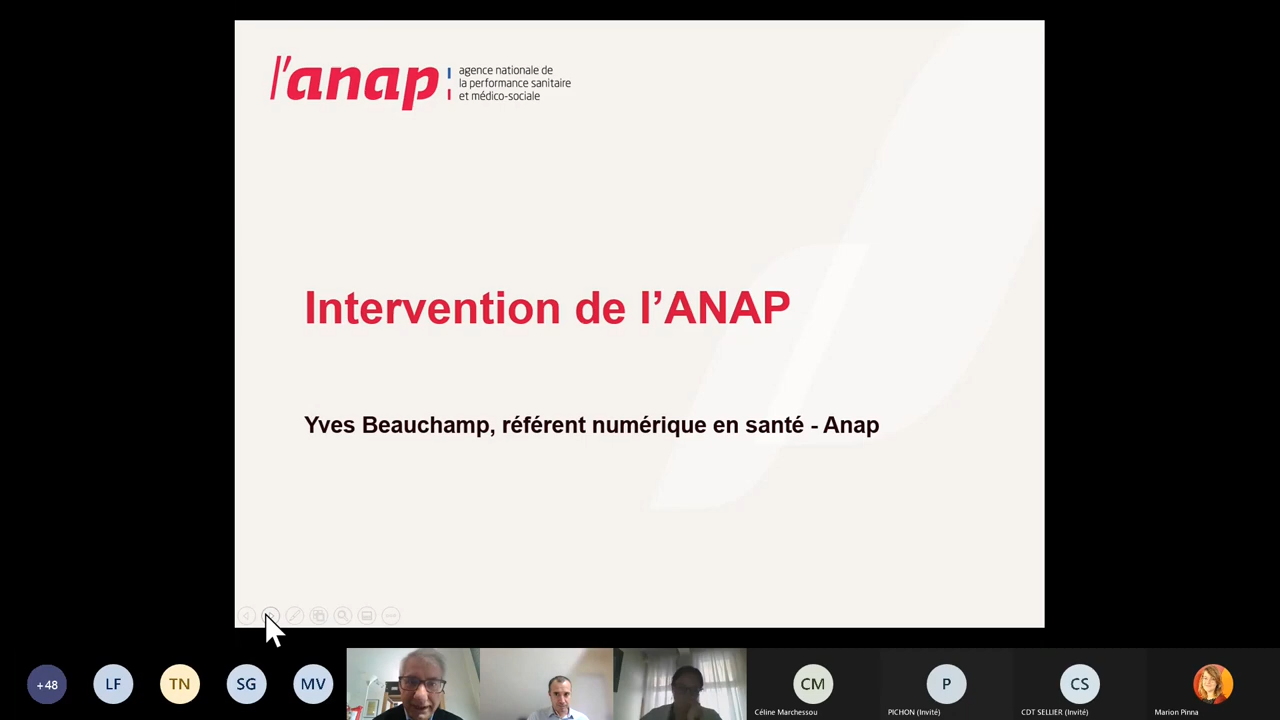 l'anap
agence nationale de
la performance sanitaire
et médico-sociale
Intervention de l’ANAP
Yves Beauchamp, référent numérique en santé - Anap
+48
LF
TN
SG
MV
CM
Céline Marchessou
P
PICHON (Invité)
CS
CDT SELLIER (Invité)
Marion Pinna